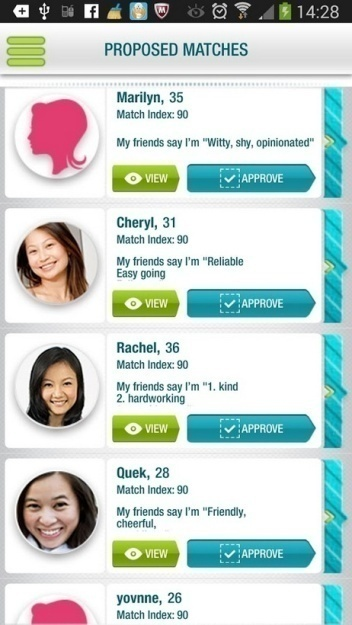 14:28
PROPOSED MATCHES
Marilyn, 35
Match Index: 90
My friends say I'm "Witty, shy, opinionated"
VIEW
APPROVE
Cheryl, 31
Match Index: 90
My friends say I'm "Reliable
Easy going
VIEW
APPROVE
Rachel, 36
Match Index: 90
My friends say I'm "1. kind
2. hardworking
VIEW
APPROVE
Quek, 28
Match Index: 90
My friends say I'm "Friendly,
cheerful,
VIEW
APPROVE
yovnne, 26
Match Index: 90